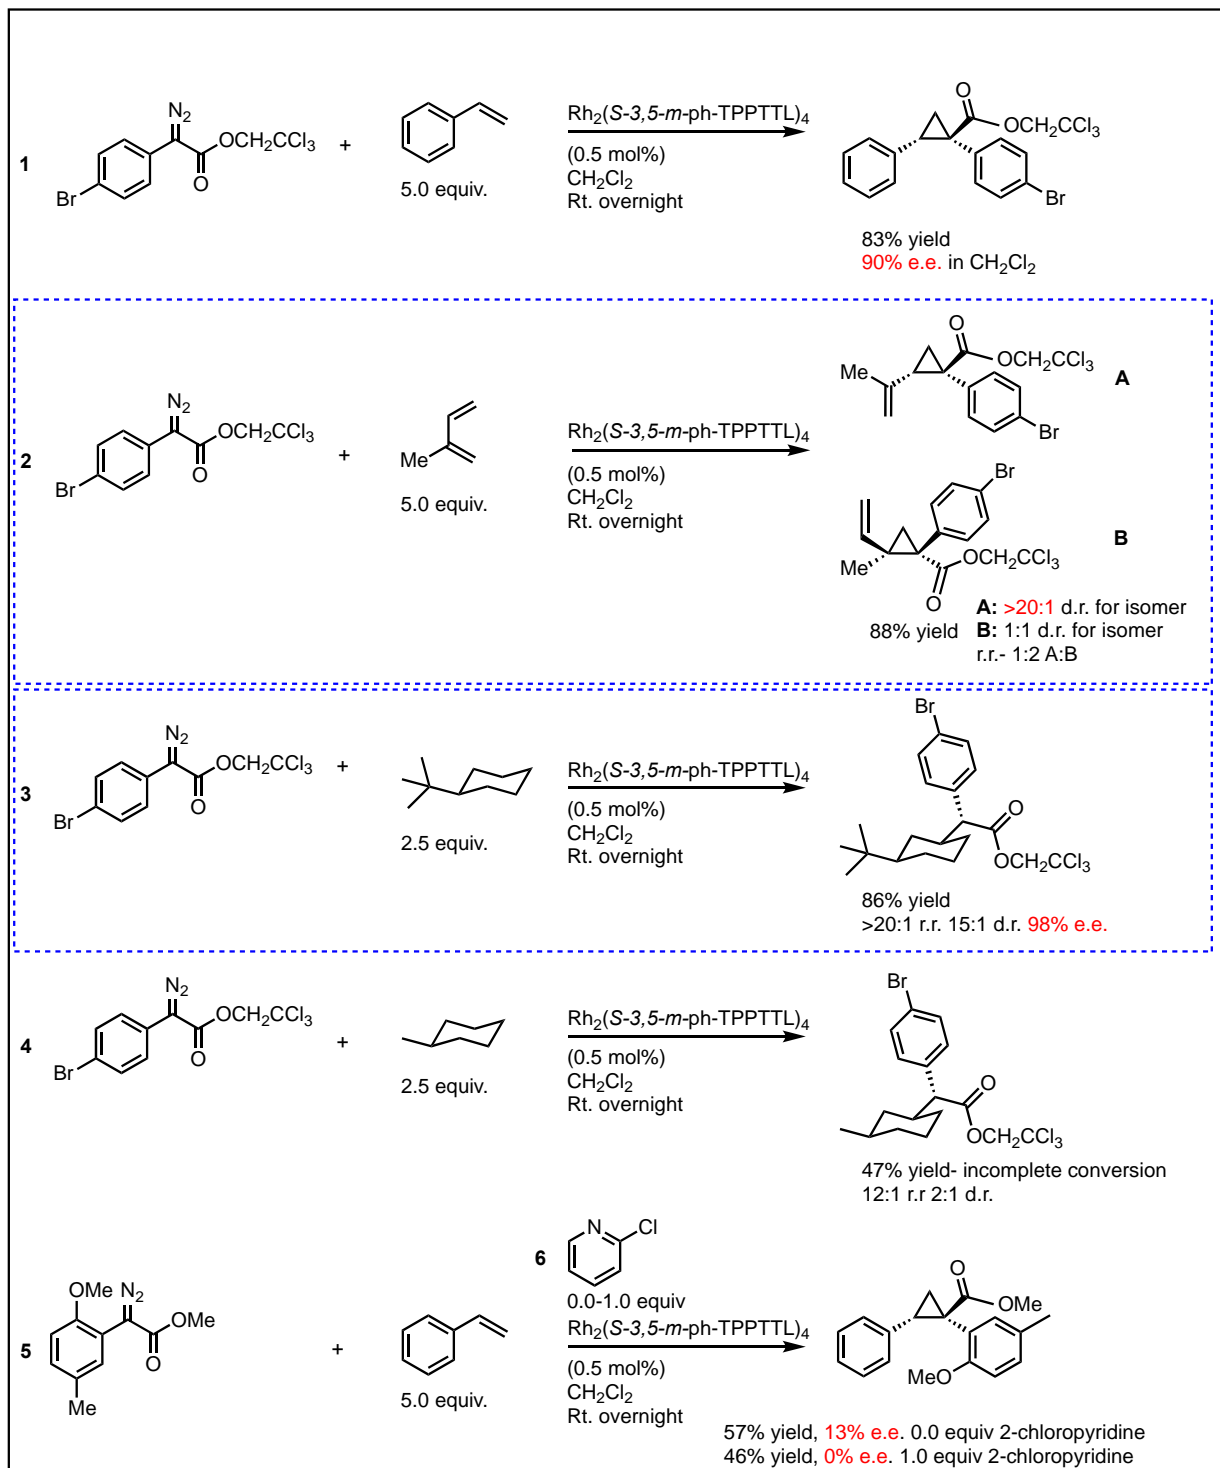 1
N2
OCH2CCl3
O
Br
+
5.0 equiv.
Rh2(S-3,5-m-ph-TPPTTL)4
(0.5 mol%)
CH2Cl2
Rt. overnight
O
OCH2CCl3
Br
83% yield
90% e.e. in CH2Cl2
2
N2
OCH2CCl3
O
Br
+
Me
5.0 equiv.
Rh2(S-3,5-m-ph-TPPTTL)4
(0.5 mol%)
CH2Cl2
Rt. overnight
O
OCH2CCl3
Me
Br
A
Br
Me
OCH2CCl3
O
B
88% yield
A: >20:1 d.r. for isomer
B: 1:1 d.r. for isomer
r.r.- 1:2 A:B
3
N2
OCH2CCl3
O
Br
+
2.5 equiv.
Rh2(S-3,5-m-ph-TPPTTL)4
(0.5 mol%)
CH2Cl2
Rt. overnight
Br
O
OCH2CCl3
86% yield
>20:1 r.r. 15:1 d.r. 98% e.e.
4
N2
OCH2CCl3
O
Br
+
2.5 equiv.
Rh2(S-3,5-m-ph-TPPTTL)4
(0.5 mol%)
CH2Cl2
Rt. overnight
Br
O
OCH2CCl3
47% yield- incomplete conversion
12:1 r.r 2:1 d.r.
5
OMe
N2
OMe
O
Me
+
5.0 equiv.
6
N
Cl
0.0-1.0 equiv
Rh2(S-3,5-m-ph-TPPTTL)4
(0.5 mol%)
CH2Cl2
Rt. overnight
O
OMe
MeO
57% yield, 13% e.e. 0.0 equiv 2-chloropyridine
46% yield, 0% e.e. 1.0 equiv 2-chloropyridine